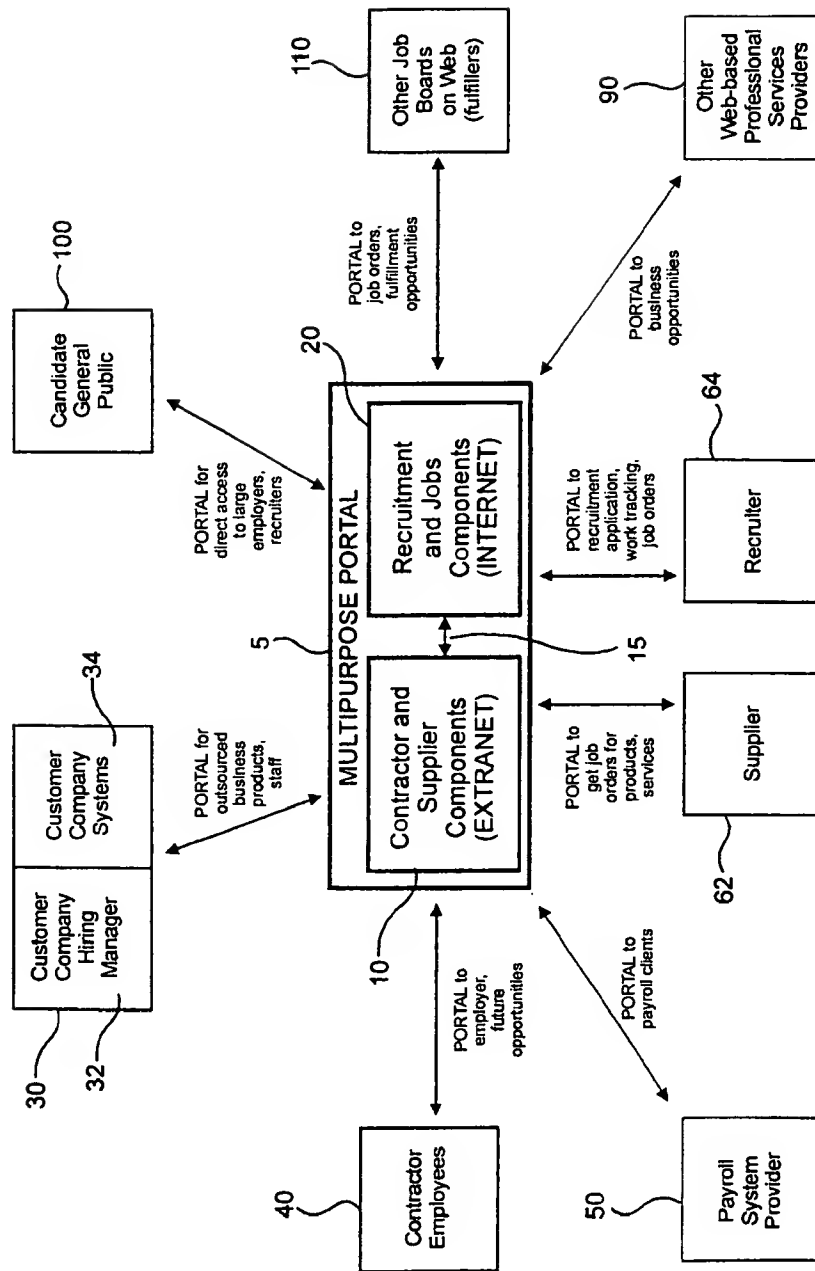 110
Other Job
Boards
on Web
(fulfillers)
90
Other
Web-based
Professional
Services
Providers
PORTAL to
job orders,
fulfillment
opportunities
PORTAL to
business
opportunities
100
Candidate
General
Public
PORTAL for
direct access
to large
employers,
recruiters
20
MULTIPURPOSE PORTAL
Recruitment
and Jobs
Components
(INTERNET)
5
15
Contractor and
Supplier
Components
(EXTRANET)
10
PORTAL to
recruitment
application,
work tracking,
job orders
64
Recruiter
34
Customer
Company
Systems
Customer
Company
Hiring
Manager
30
32
PORTAL for
outsourced
business
products,
staff
PORTAL to
get job
orders for
products,
services
Supplier
62
PORTAL to
employer,
future
opportunities
PORTAL to
payroll clients
40
Contractor
Employees
50
Payroll
System
Provider